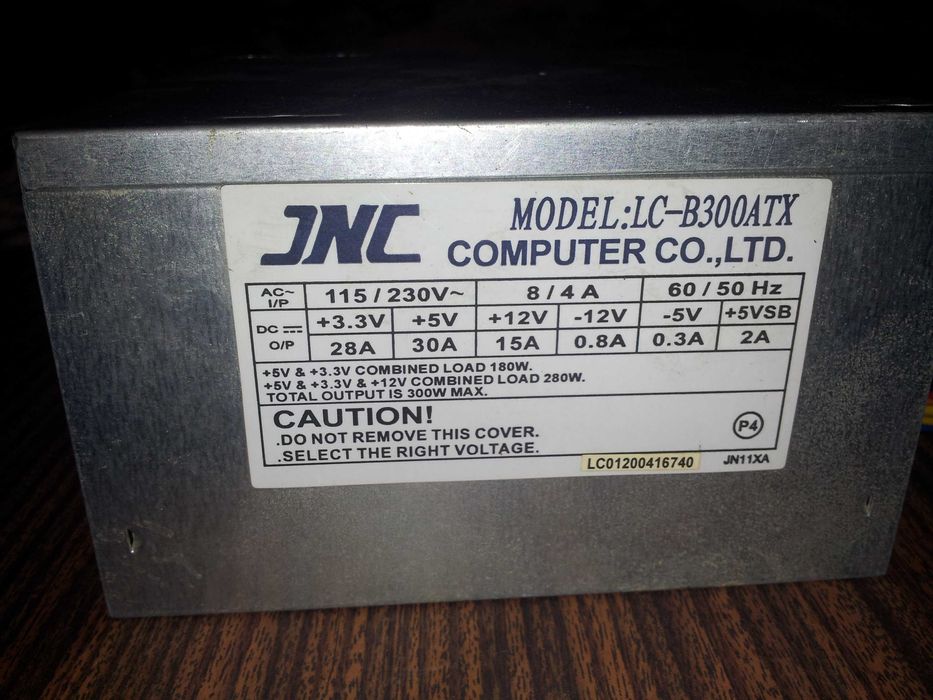 JNC
MODEL:LC-B300ATX
COMPUTER CO.,LTD.
AC~ I/P 115 / 230V~ 8 / 4 A 60 / 50 Hz
DC O/P +3.3V +5V +12V -12V -5V +5VSB
28A 30A 15A 0.8A 0.3A 2A
+5V & +3.3V COMBINED LOAD 180W.
+5V & +3.3V & +12V COMBINED LOAD 280W.
TOTAL OUTPUT IS 300W MAX.
CAUTION!
.DO NOT REMOVE THIS COVER.
.SELECT THE RIGHT VOLTAGE.
P4
LC01200416740
JN11XA